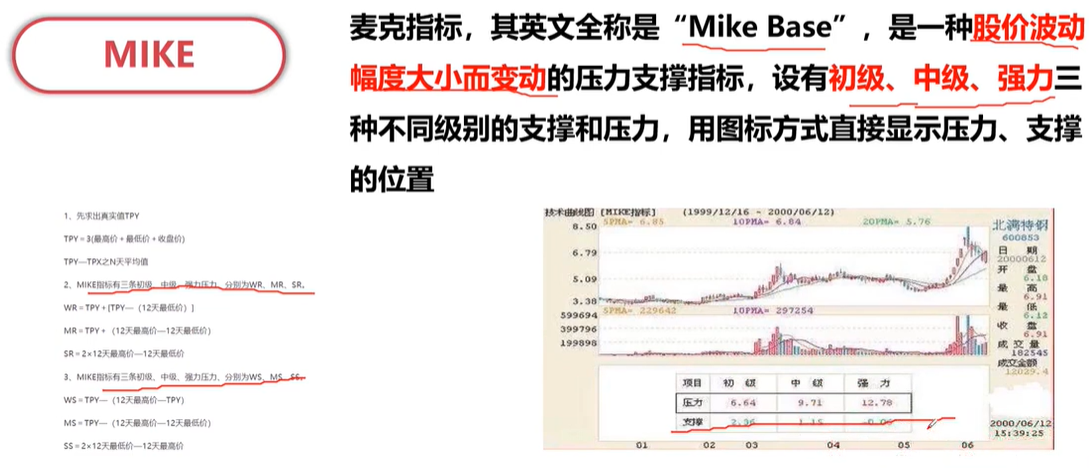 MIKE
麦克指标，其英文全称是“Mike Base”，是一种股价波动
幅度大小而变动的压力支撑指标，设有初级、中级、强力三
种不同级别的支撑和压力，用图标方式直接显示压力、支撑
的位置
1、先求出真实值TPY
TPY＝3(最高价＋最低价＋收盘价)
TPY—TPX之N天平均值
2、MIKE指标有三条初级、中级、强力压力，分别为WR、MR、SR。
WR＝TPY＋[TPY—（12天最低价）]
MR＝TPY＋（12天最高价—12天最低价）
SR＝2×12天最高价—12天最低价
3、MIKE指标有三条初级、中级、强力压力，分别为WS、MS、SS。
WS＝TPY—（12天最高价—TPY)
MS＝TPY—（12天最高价—12天最低价）
SS＝2×12天最低价—12天最高价
技术曲线图 [MIKE指标] (1999/12/16 - 2000/06/12)
5PMA= 6.85 10PMA= 6.84 20PMA= 5.76
8.50
6.79
5.09
3.38
5PMA= 229642 10PMA= 297254
599694
399796
199898
北满特钢
600853
日 期
20000612
开 盘
6.18
最 高
6.91
最 低
6.12
收 盘
6.91
成 交 量
182545
成交金额
12029.4
项目 初 级 中 级 强 力
压力 6.64 9.71 12.78
支撑 1.15
2000/06/12
15:39:25
01 02 03 04 05 06